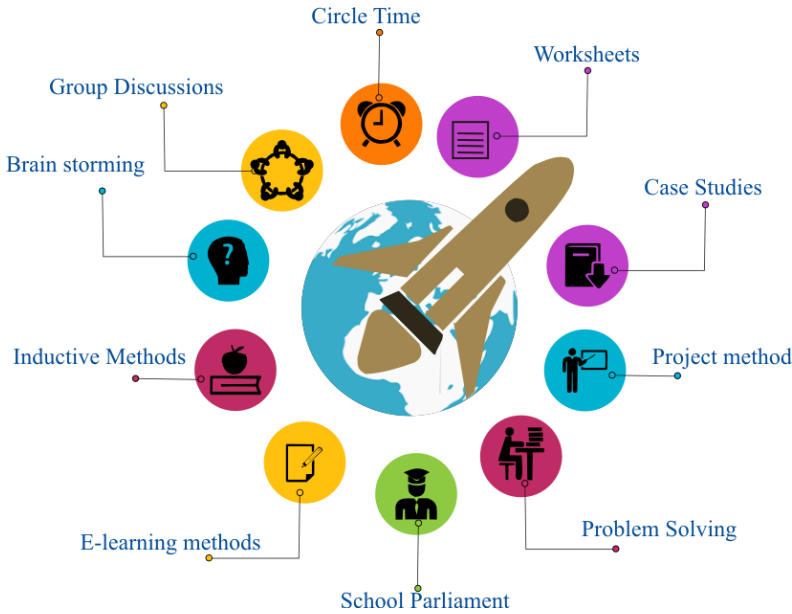 Circle Time
Worksheets
Group Discussions
Brain storming
Case Studies
Inductive Methods
Project method
E-learning methods
Problem Solving
School Parliament
?